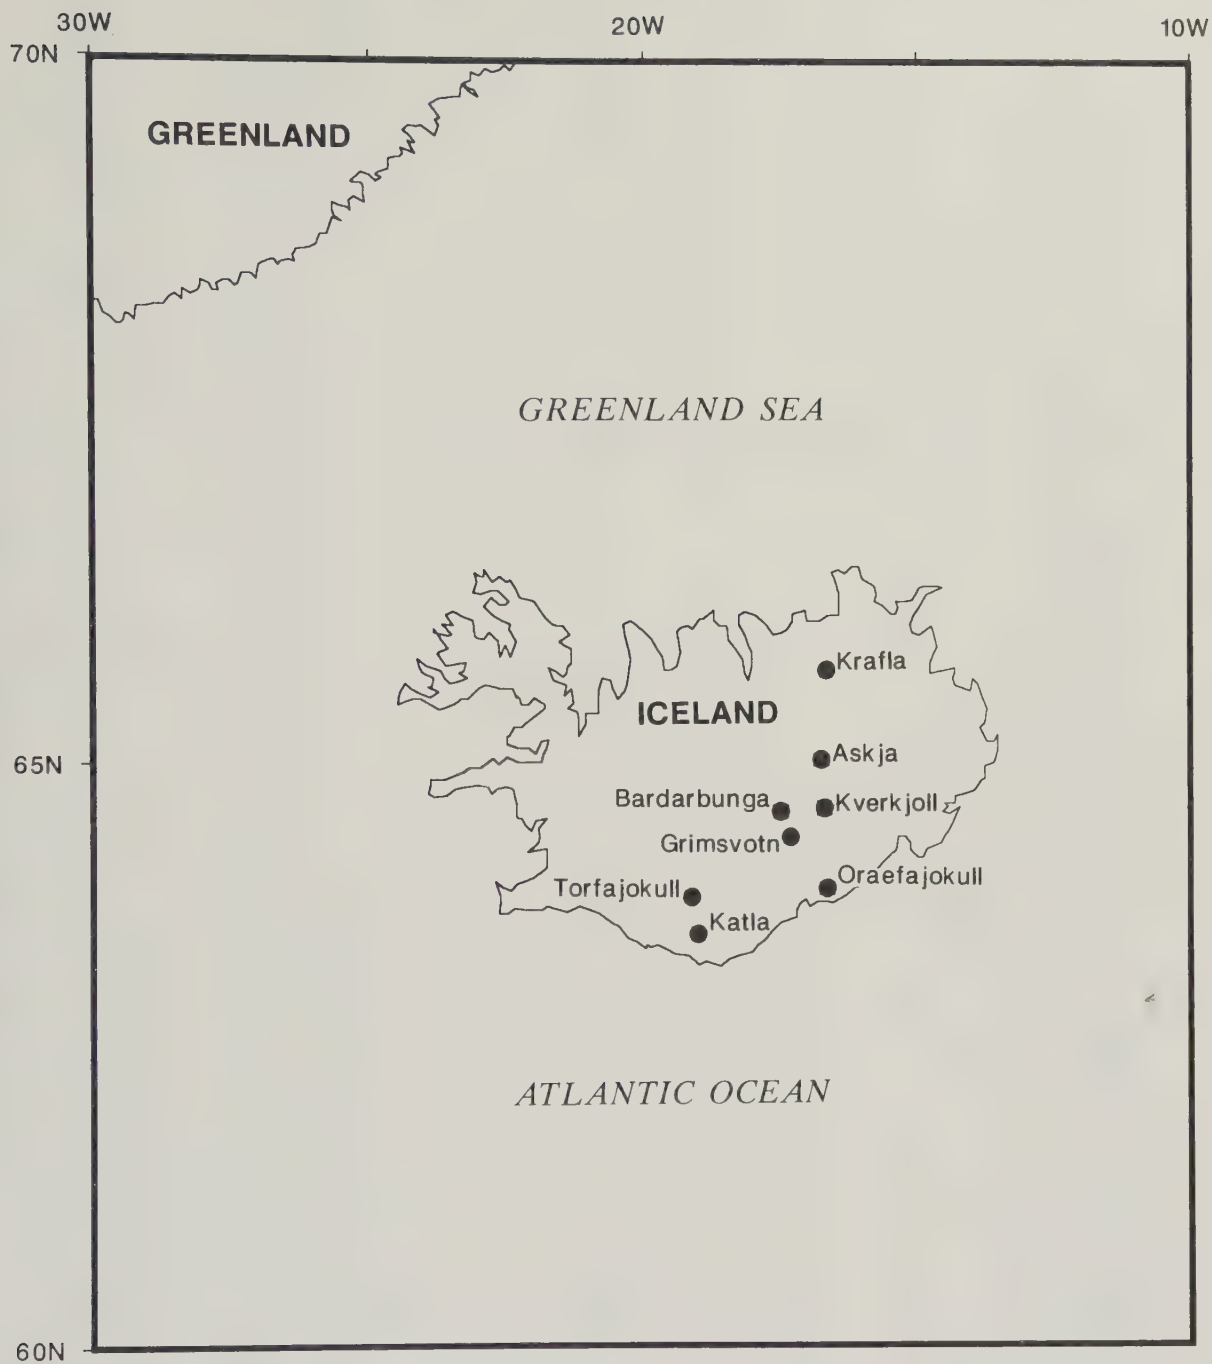 30W 20W 10W
70N
GREENLAND
GREENLAND SEA
Krafla
ICELAND
65N
Askja
Bardarbunga
Kverkjoll
Grimsvotn
Oraefajokull
Torfajokull
Katla
ATLANTIC OCEAN
60N